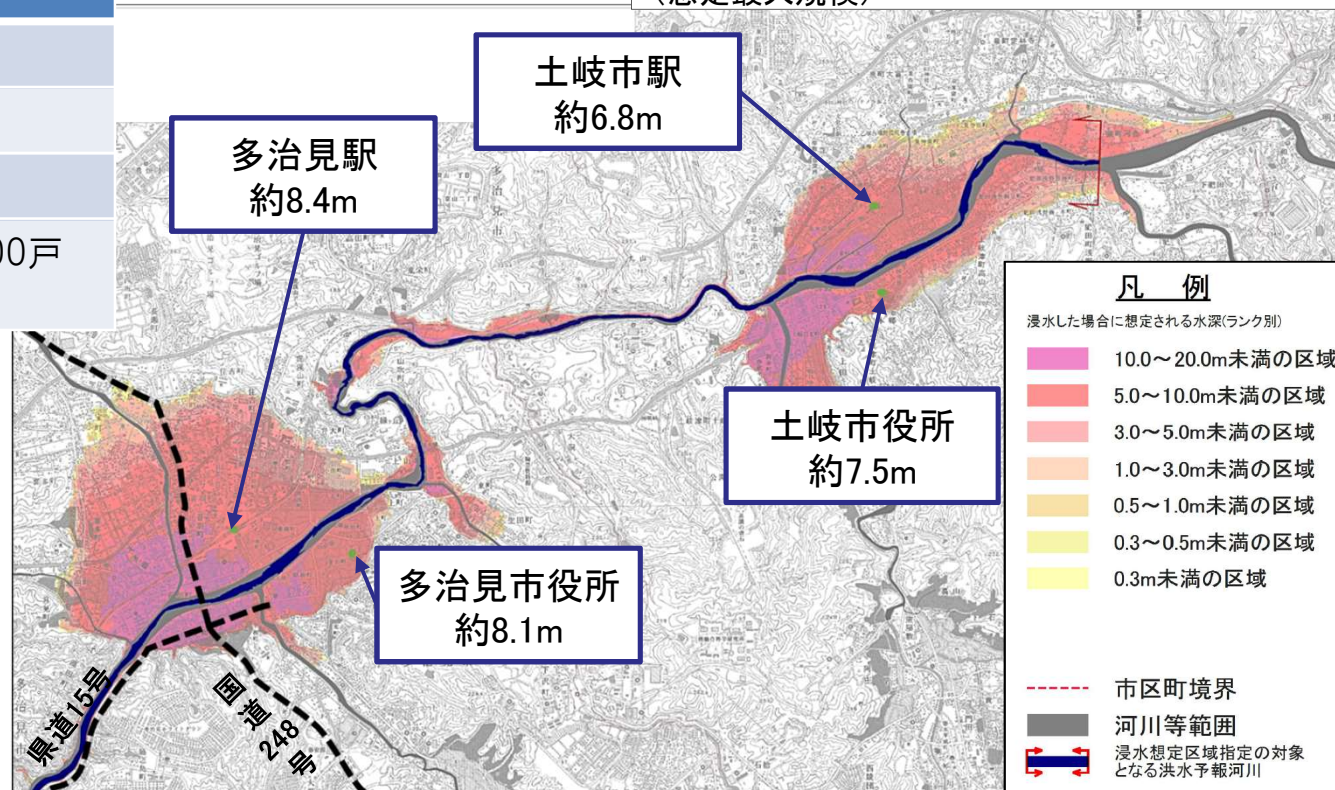 (想定最大規模)
00戸
土岐市駅
約6.8m
多治見駅
約8.4m
土岐市役所
約7.5m
多治見市役所
約8.1m
県道15号
国道248号
凡 例
浸水した場合に想定される水深(ランク別)
10.0～20.0m未満の区域
5.0～10.0m未満の区域
3.0～5.0m未満の区域
1.0～3.0m未満の区域
0.5～1.0m未満の区域
0.3～0.5m未満の区域
0.3m未満の区域
市区町境界
河川等範囲
浸水想定区域指定の対象
となる洪水予報河川